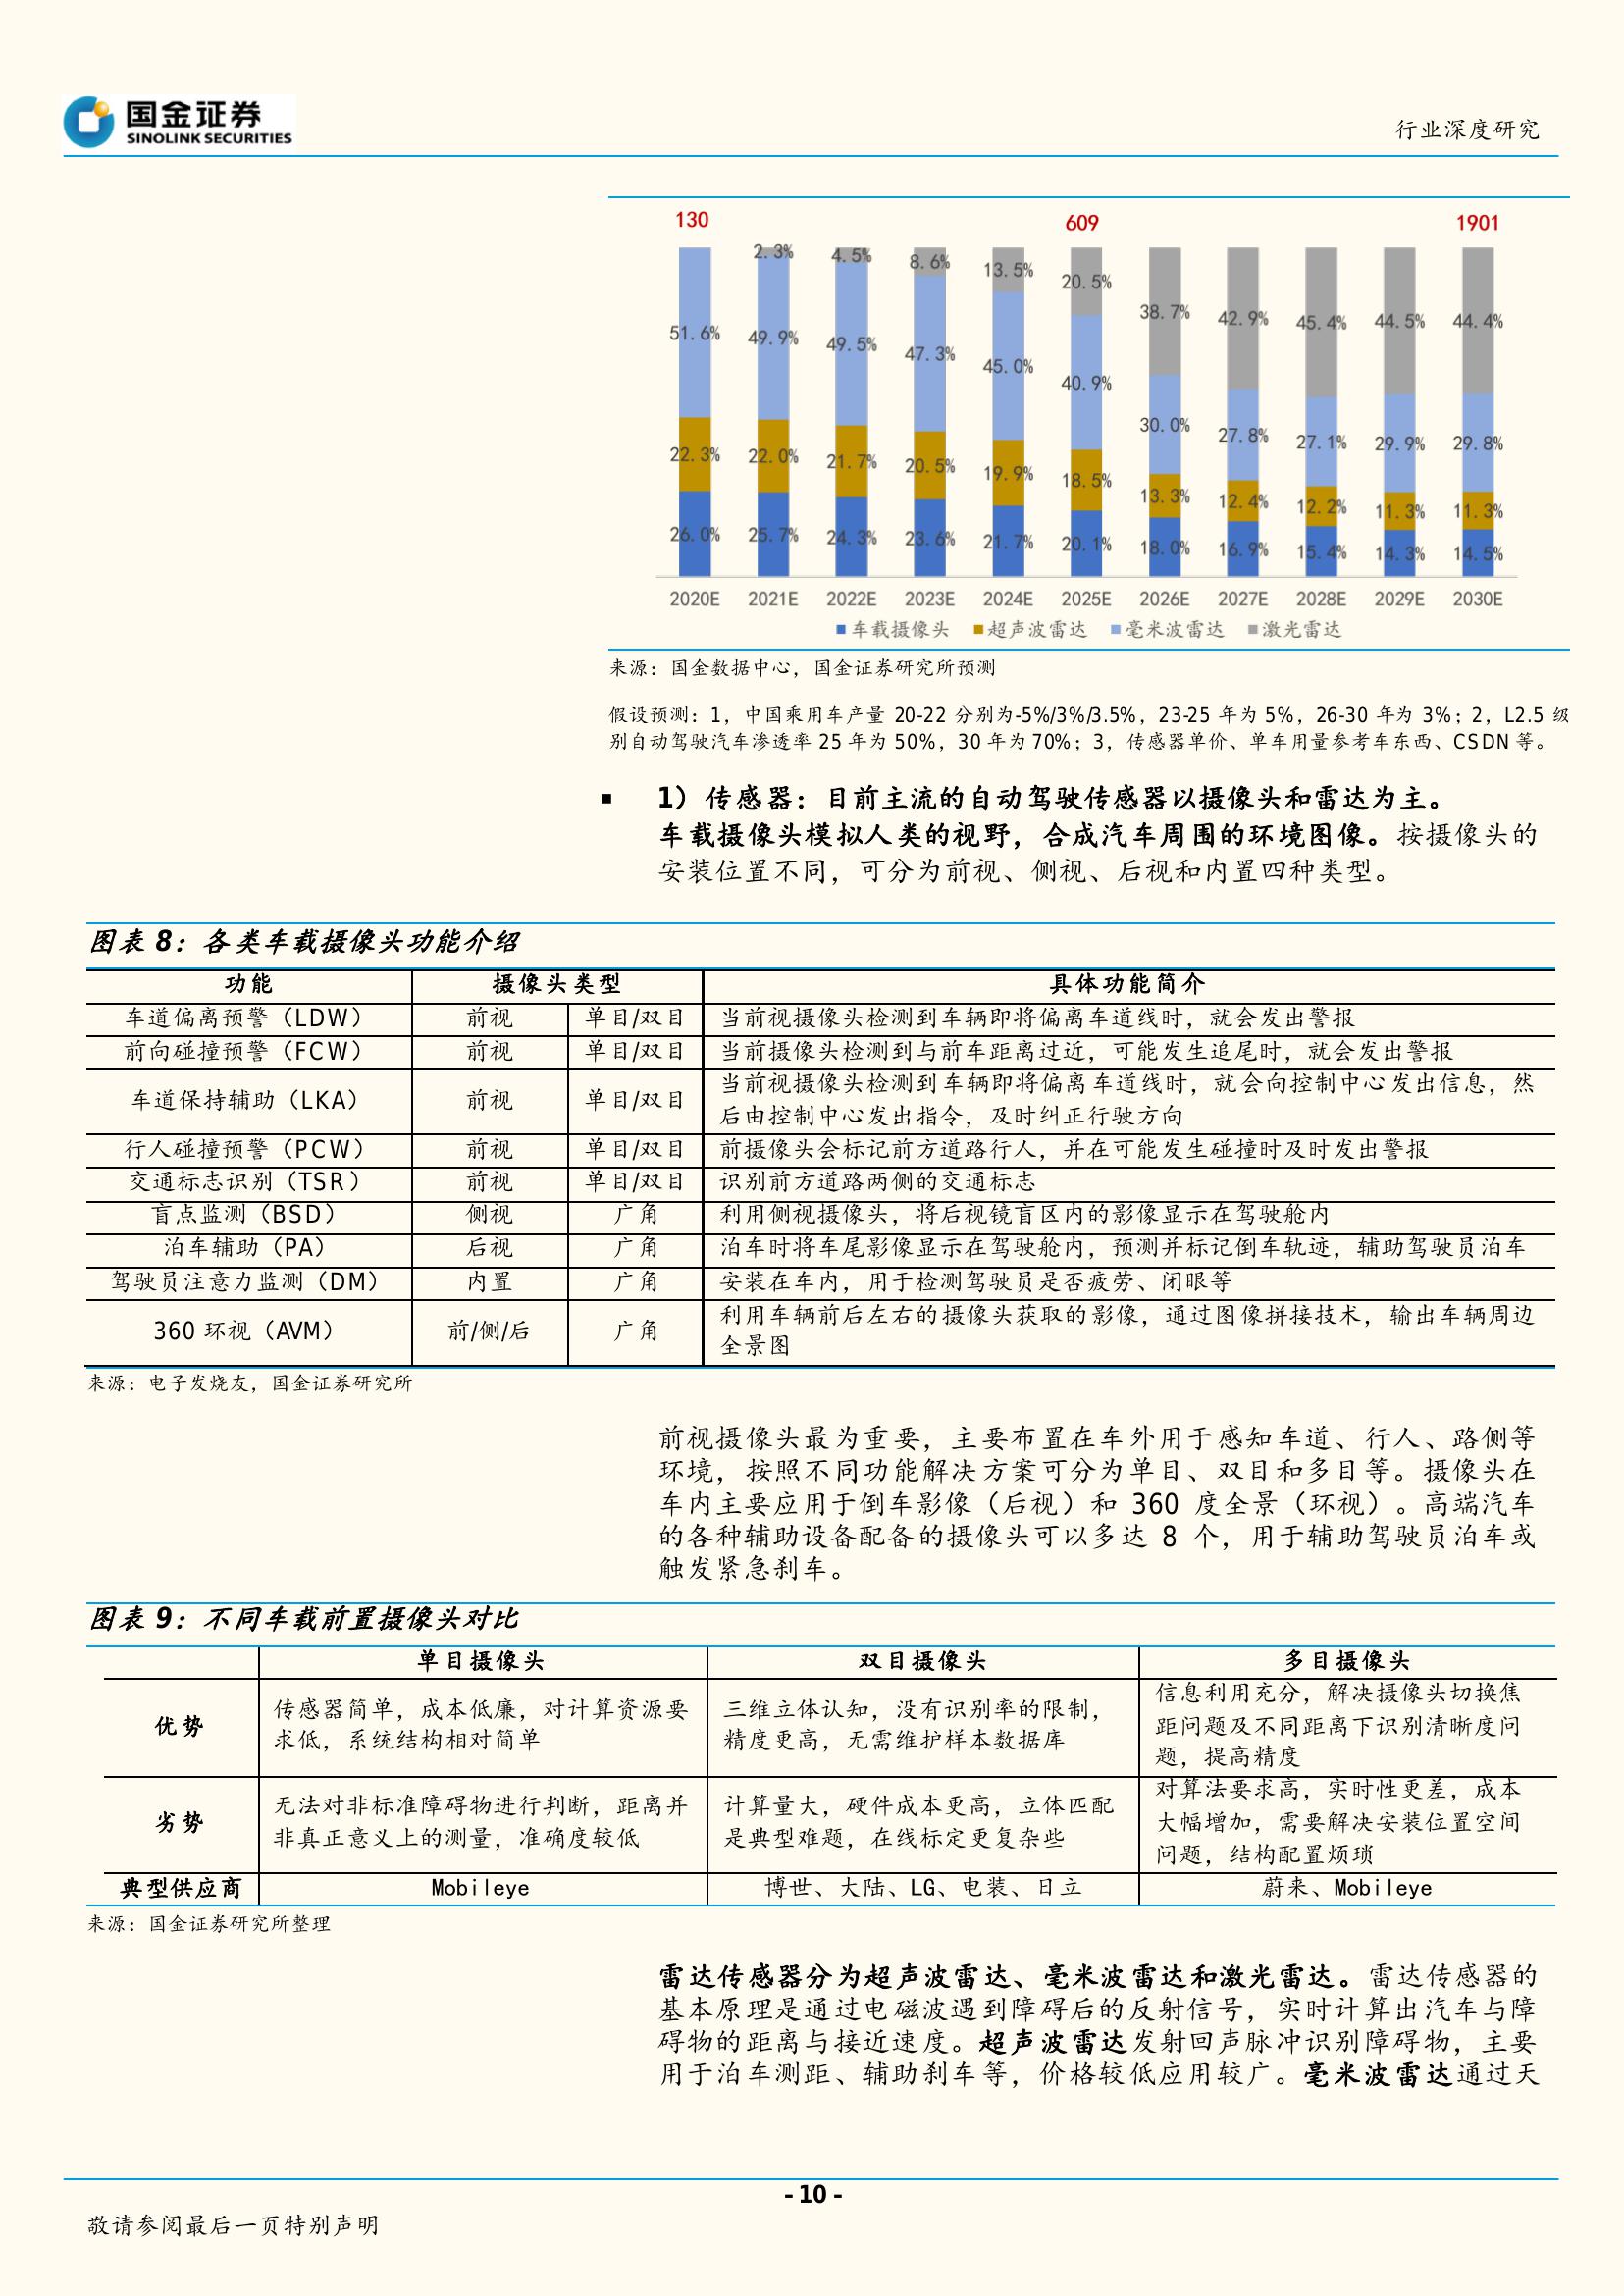 国金证券
SINOLINK SECURITIES
行业深度研究
130 609 1901
2.3% 4.5% 8.6% 13.5% 20.5% 38.7% 42.9% 45.4% 44.5% 44.4%
51.6% 49.9% 49.5% 47.3% 45.0% 40.9% 30.0% 27.8% 27.1% 29.9% 29.8%
22.3% 22.0% 21.7% 20.5% 19.9% 18.5% 13.3% 12.4% 12.2% 11.3% 11.3%
26.0% 25.7% 24.3% 23.6% 21.7% 20.1% 18.0% 16.9% 15.4% 14.3% 14.5%
2020E 2021E 2022E 2023E 2024E 2025E 2026E 2027E 2028E 2029E 2030E
车载摄像头 超声波雷达 毫米波雷达 激光雷达
来源：国金数据中心，国金证券研究所预测
假设预测：1，中国乘用车产量 20-22 分别为-5%/3%/3.5%，23-25 年为 5%，26-30 年为 3%；2，L2.5 级
别自动驾驶汽车渗透率 25 年为 50%，30 年为 70%；3，传感器单价、单车用量参考车东西、CSDN 等。
■ 1）传感器：目前主流的自动驾驶传感器以摄像头和雷达为主。
车载摄像头模拟人类的视野，合成汽车周围的环境图像。按摄像头的
安装位置不同，可分为前视、侧视、后视和内置四种类型。
图表 8：各类车载摄像头功能介绍
功能 摄像头类型 具体功能简介
车道偏离预警（LDW） 前视 单目/双目 当前视摄像头检测到车辆即将偏离车道线时，就会发出警报
前向碰撞预警（FCW） 前视 单目/双目 当前摄像头检测到与前车距离过近，可能发生追尾时，就会发出警报
车道保持辅助（LKA） 前视 单目/双目 当前视摄像头检测到车辆即将偏离车道线时，就会向控制中心发出信息，然
后由控制中心发出指令，及时纠正行驶方向
行人碰撞预警（PCW） 前视 单目/双目 前摄像头会标记前方道路行人，并在可能发生碰撞时及时发出警报
交通标志识别（TSR） 前视 单目/双目 识别前方道路两侧的交通标志
盲点监测（BSD） 侧视 广角 利用侧视摄像头，将后视镜盲区内的影像显示在驾驶舱内
泊车辅助（PA） 后视 广角 泊车时将车尾影像显示在驾驶舱内，预测并标记倒车轨迹，辅助驾驶员泊车
驾驶员注意力监测（DM） 内置 广角 安装在车内，用于检测驾驶员是否疲劳、闭眼等
360 环视（AVM） 前/侧/后 广角 利用车辆前后左右的摄像头获取的影像，通过图像拼接技术，输出车辆周边
全景图
来源：电子发烧友，国金证券研究所
前视摄像头最为重要，主要布置在车外用于感知车道、行人、路侧等
环境，按照不同功能解决方案可分为单目、双目和多目等。摄像头在
车内主要应用于倒车影像（后视）和 360 度全景（环视）。高端汽车
的各种辅助设备配备的摄像头可以多达 8 个，用于辅助驾驶员泊车或
触发紧急刹车。
图表 9：不同车载前置摄像头对比
单目摄像头 双目摄像头 多目摄像头
优势 传感器简单，成本低廉，对计算资源要
求低，系统结构相对简单 三维立体认知，没有识别率的限制，
精度更高，无需维护样本数据库 信息利用充分，解决摄像头切换焦
距问题及不同距离下识别清晰度问
题，提高精度
劣势 无法对非标准障碍物进行判断，距离并
非真正意义上的测量，准确度较低 计算量大，硬件成本更高，立体匹配
是典型难题，在线标定更复杂些 对算法要求高，实时性更差，成本
大幅增加，需要解决安装位置空间
问题，结构配置烦琐
典型供应商 Mobileye 博世、大陆、LG、电装、日立 蔚来、Mobileye
来源：国金证券研究所整理
雷达传感器分为超声波雷达、毫米波雷达和激光雷达。雷达传感器的
基本原理是通过电磁波遇到障碍后的反射信号，实时计算出汽车与障
碍物的距离与接近速度。超声波雷达发射回声脉冲识别障碍物，主要
用于泊车测距、辅助刹车等，价格较低应用较广。毫米波雷达通过天
- 10 -
敬请参阅最后一页特别声明